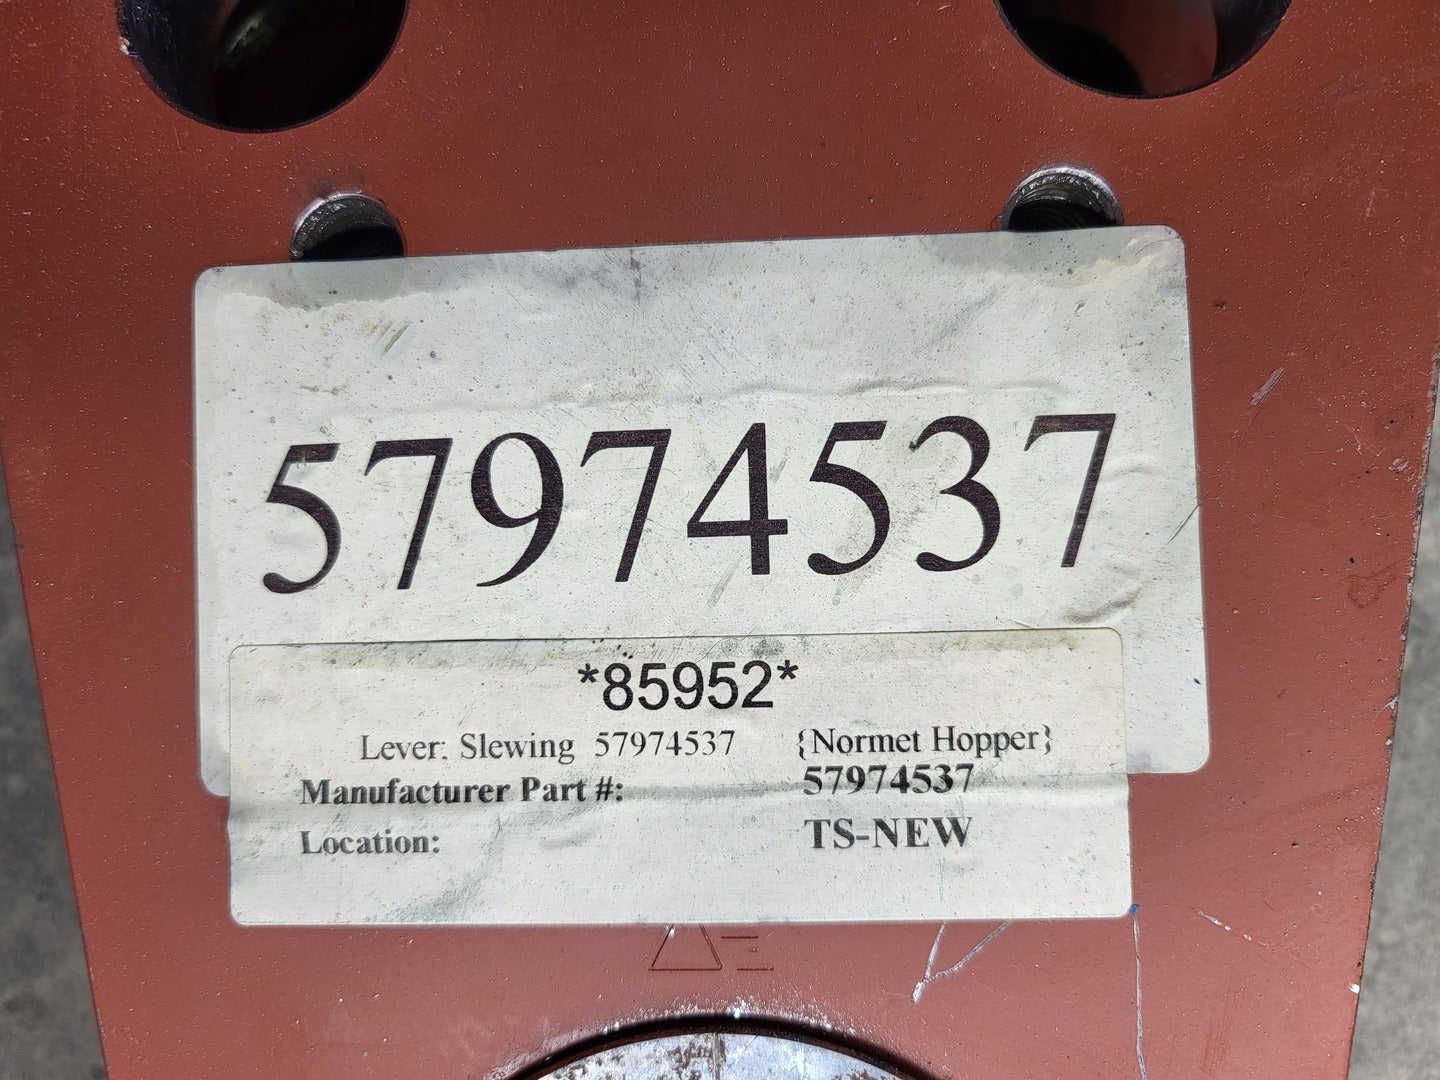 57974537
*85952*
Lever: Slewing 57974537 {Normet Hopper}
Manufacturer Part #: 57974537
Location: TS-NEW